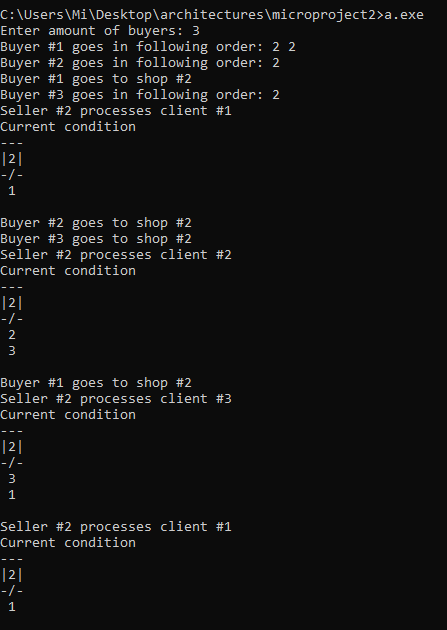 C:\Users\Mi\Desktop\architectures\microproject2>a.exe
Enter amount of buyers: 3
Buyer #1 goes in following order: 2 2
Buyer #2 goes in following order: 2
Buyer #1 goes to shop #2
Buyer #3 goes in following order: 2
Seller #2 processes client #1
Current condition
---
|2|
-/-
 1

Buyer #2 goes to shop #2
Buyer #3 goes to shop #2
Seller #2 processes client #2
Current condition
---
|2|
-/-
 2
 3

Buyer #1 goes to shop #2
Seller #2 processes client #3
Current condition
---
|2|
-/-
 3
 1

Seller #2 processes client #1
Current condition
---
|2|
-/-
 1